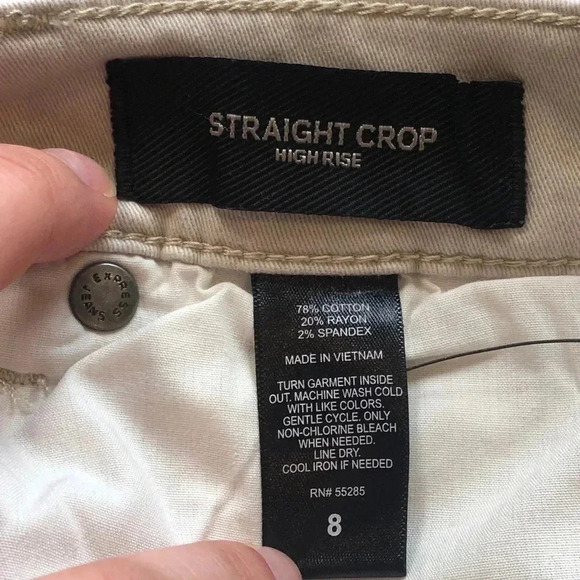 STRAIGHT CROP
HIGH RISE
EXPRESS
JEANS
78% COTTON
20% RAYON
2% SPANDEX
MADE IN VIETNAM
TURN GARMENT INSIDE
OUT. MACHINE WASH COLD
WITH LIKE COLORS.
GENTLE CYCLE. ONLY
NON-CHLORINE BLEACH
WHEN NEEDED.
LINE DRY.
COOL IRON IF NEEDED
RN# 55285
8